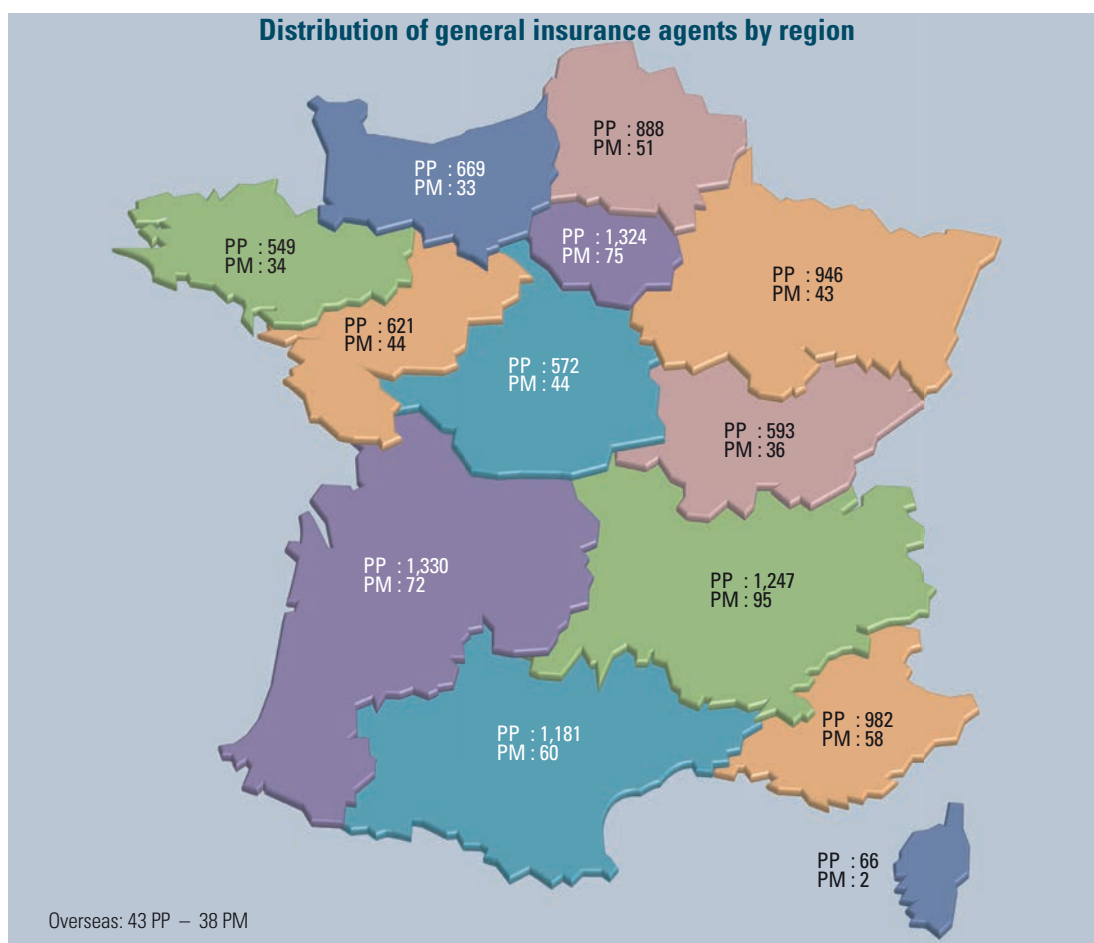 Distribution of general insurance agents by region
PP : 888
PM : 51
PP : 669
PM : 33
PP : 549
PM : 34
PP : 1,324
PM : 75
PP : 946
PM : 43
PP : 621
PM : 44
PP : 572
PM : 44
PP : 593
PM : 36
PP : 1,330
PM : 72
PP : 1,247
PM : 95
PP : 982
PM : 58
PP : 1,181
PM : 60
PP : 66
PM : 2
Overseas: 43 PP – 38 PM